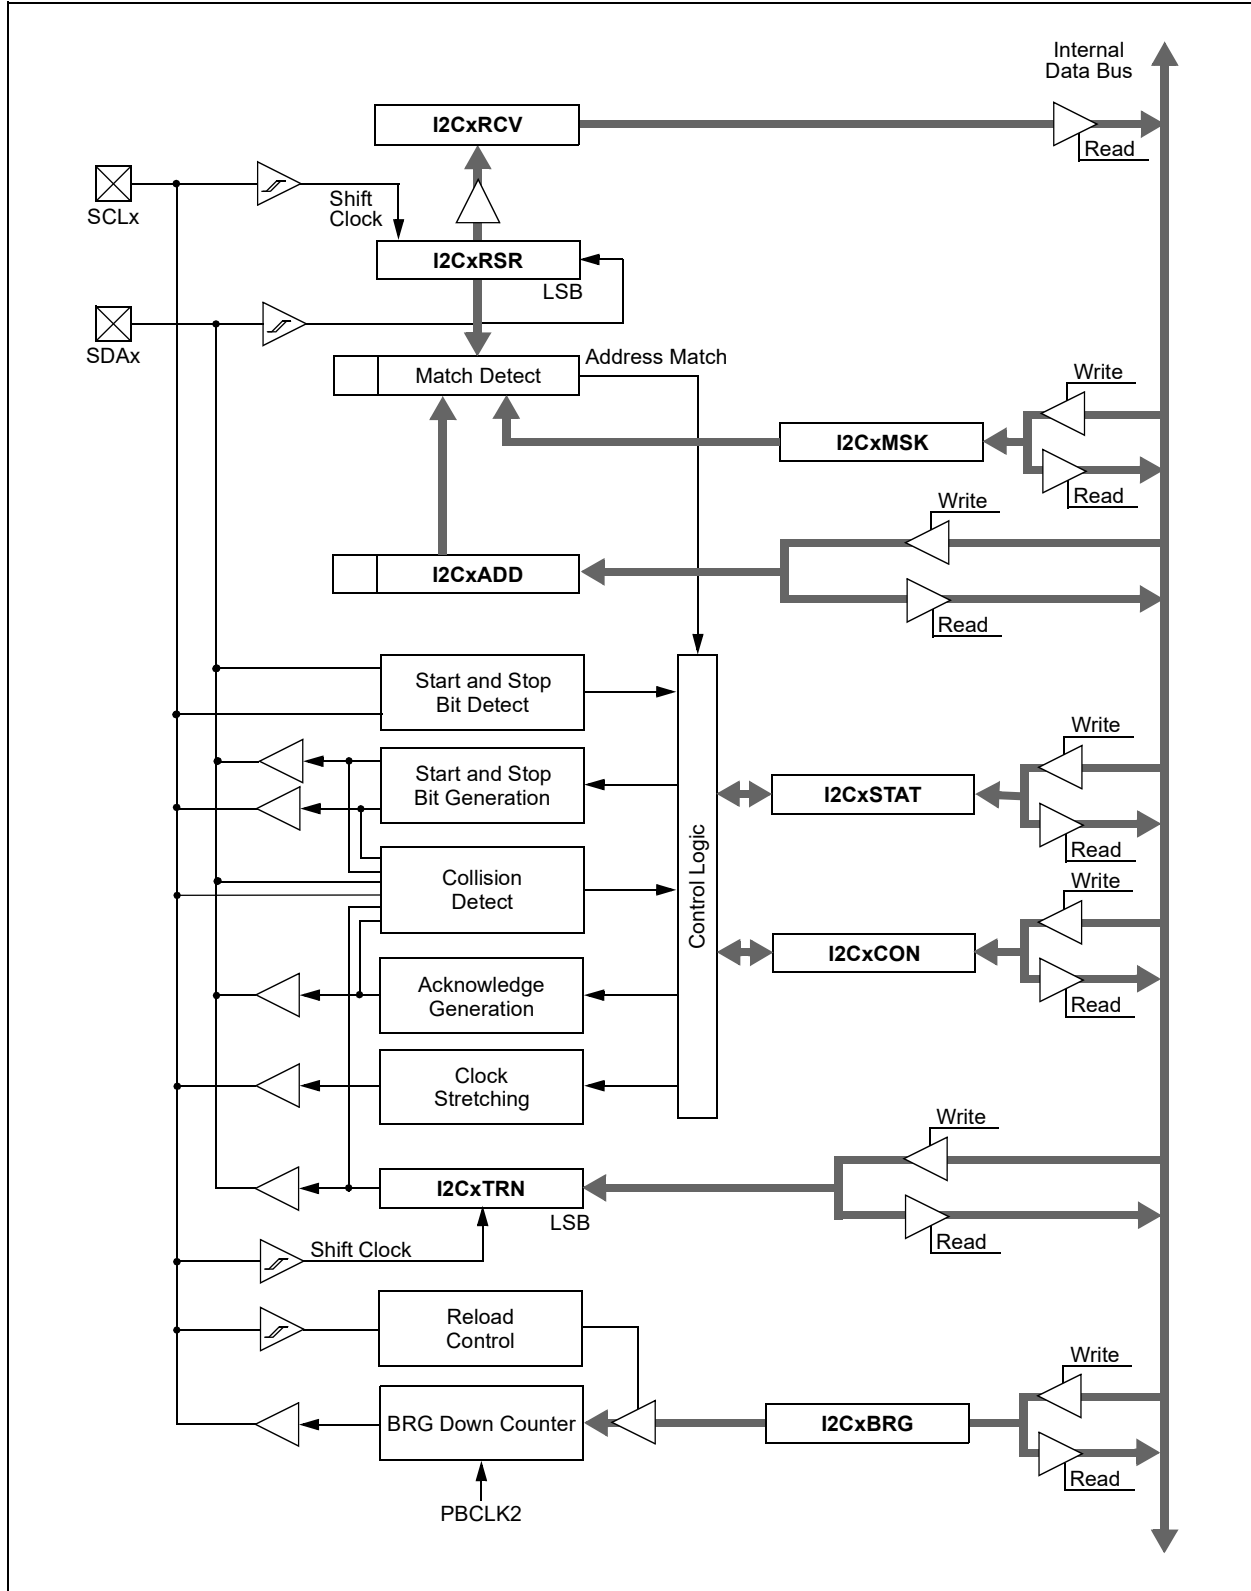 Internal
Data Bus
I2CxRCV
Read
SCLx
Shift
Clock
I2CxRSR
LSB
SDAx
Address Match
Match Detect
Write
I2CxMSK
Read
Write
I2CxADD
Read
Start and Stop
Bit Detect
Write
Start and Stop
Bit Generation
I2CxSTAT
Control Logic
Read
Collision
Detect
Write
I2CxCON
Acknowledge
Generation
Read
Clock
Stretching
Write
I2CxTRN
LSB
Read
Shift Clock
Reload
Control
Write
BRG Down Counter
I2CxBRG
Read
PBCLK2